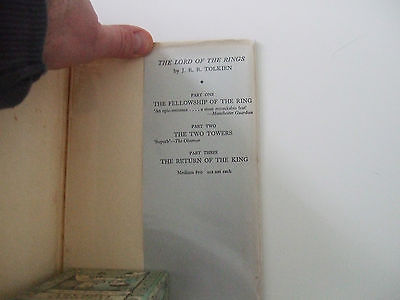 THE LORD OF THE RINGS
by J. R. R. TOLKIEN
PART ONE
THE FELLOWSHIP OF THE RING
'An epic romance . . . . a most remarkable feat'
—Manchester Guardian
PART TWO
THE TWO TOWERS
'Superb'—The Observer
PART THREE
THE RETURN OF THE KING
Medium 8vo net each